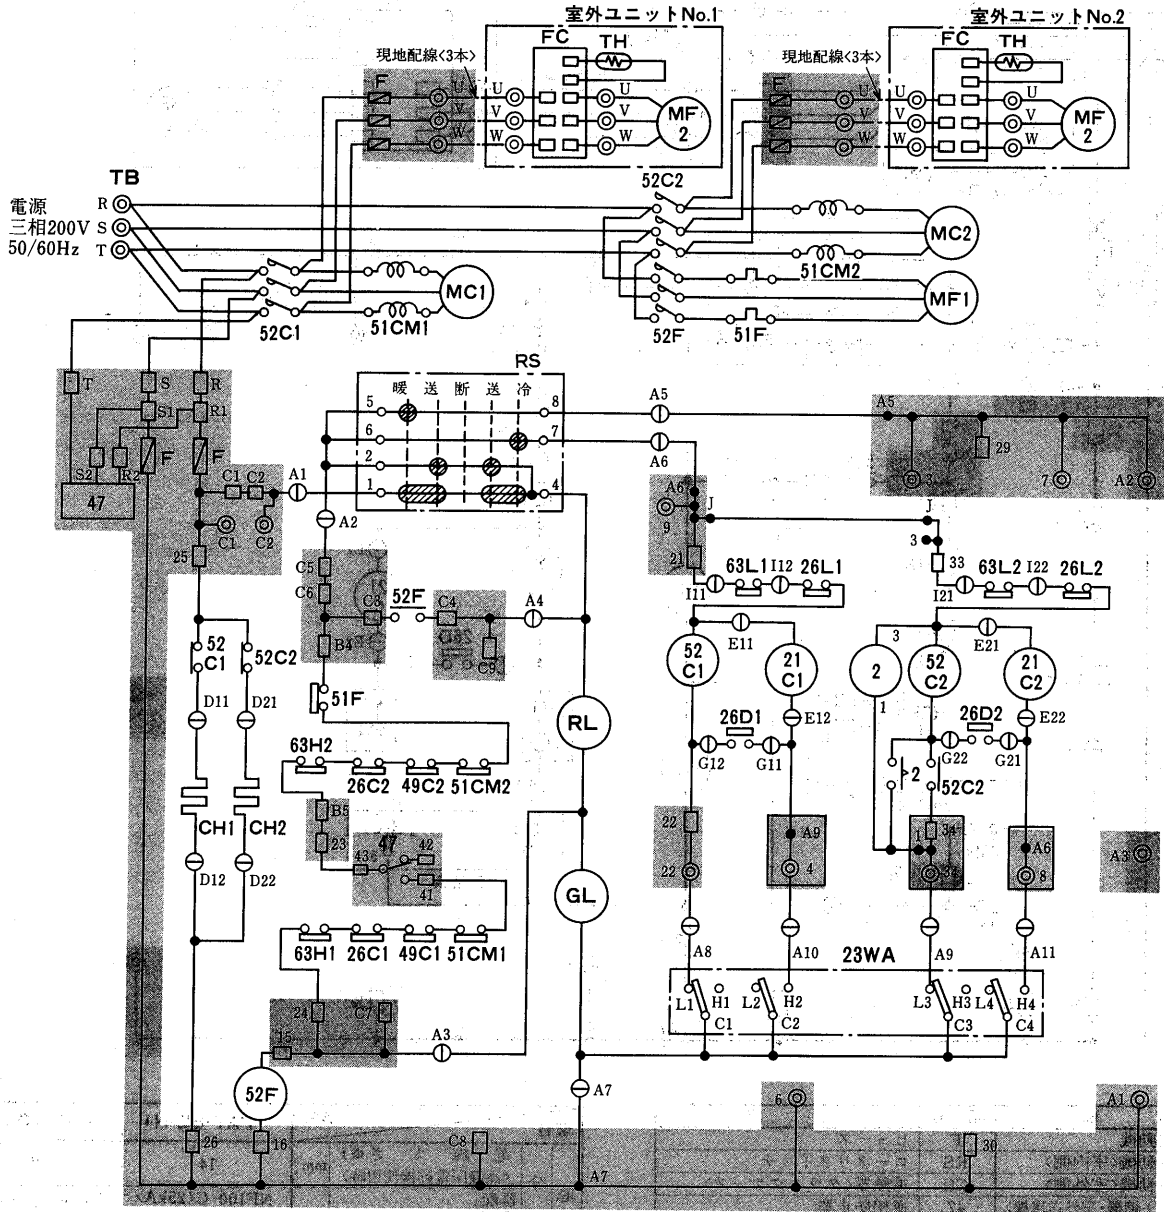 室外ユニットNo.1
室外ユニットNo.2
FC
TH
FC
TH
現地配線<3本>
現地配線<3本>
F
U
V
W
U
V
W
U
V
W
MF
2
F
U
V
W
U
V
W
U
V
W
MF
2
TB
電源
三相200V
50/60Hz
R
S
T
52C2
MC2
51CM2
MC1
52C1
51CM1
MF1
52F
51F
RS
暖 送 断 送 冷
5
8
6
7
2
1
4
T
S
R
S1
R1
F
F
S2
R2
47
C1
C2
A1
C1
C2
25
A2
A5
A6
A5
3
29
7
A2
A6
9
J
J
3
21
33
63L1
I12
26L1
I11
63L2
I22
26L2
I21
C5
C6
C3
52F
C4
A4
B4
C9
52
C1
52C2
D11
D21
51F
RL
63H2
26C2
49C2
51CM2
CH1
CH2
D12
D22
B5
23
47
43
42
41
GL
63H1
26C1
49C1
51CM1
24
C7
15
A3
52F
26
16
C8
A7
A7
52
C1
E11
21
C1
E12
26D1
G12
G11
22
22
A9
4
A8
A10
3
2
1
52
C2
E21
21
C2
E22
26D2
G22
G21
2
52C2
1
34
34
A6
8
A3
A9
A11
23WA
L1
H1
C1
L2
H2
C2
L3
H3
C3
L4
H4
C4
6
A1
30